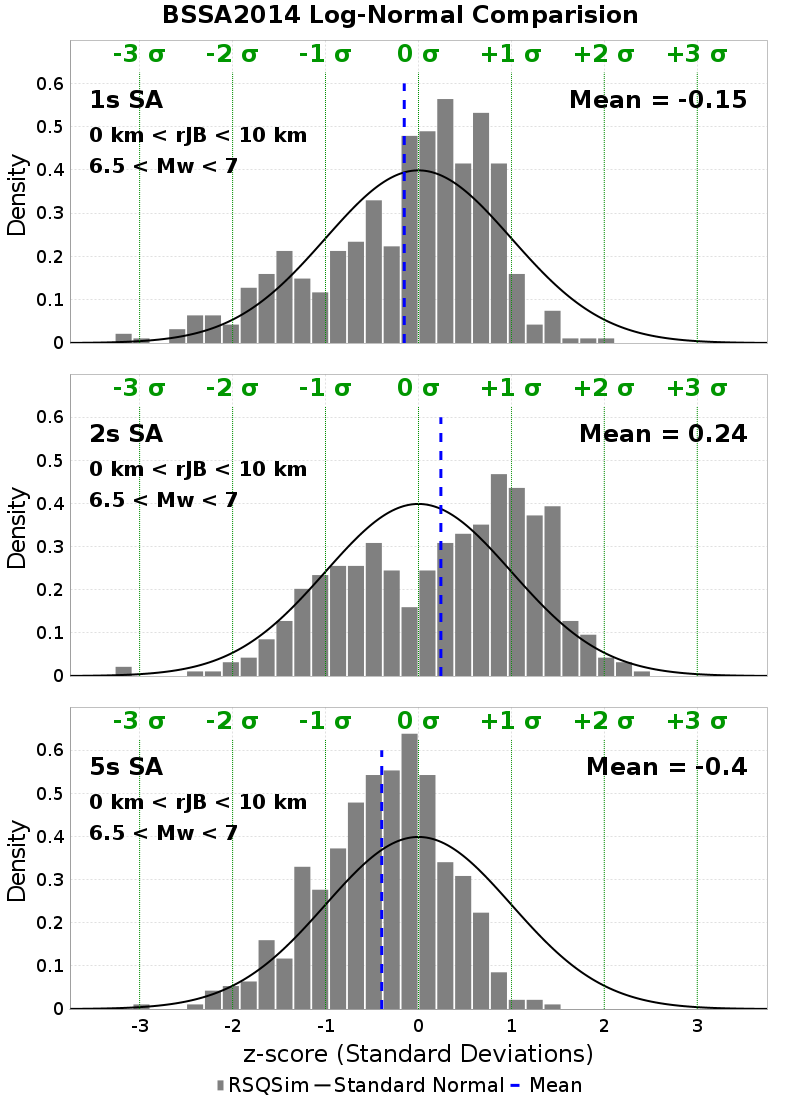 BSSA2014 Log-Normal Comparision
-3 σ -2 σ -1 σ 0 σ +1 σ +2 σ +3 σ
1s SA
Mean = -0.15
0 km < rJB < 10 km
6.5 < Mw < 7
Density
0.6
0.5
0.4
0.3
0.2
0.1
0
-3 σ -2 σ -1 σ 0 σ +1 σ +2 σ +3 σ
2s SA
Mean = 0.24
0 km < rJB < 10 km
6.5 < Mw < 7
Density
0.6
0.5
0.4
0.3
0.2
0.1
0
-3 σ -2 σ -1 σ 0 σ +1 σ +2 σ +3 σ
5s SA
Mean = -0.4
0 km < rJB < 10 km
6.5 < Mw < 7
Density
0.6
0.5
0.4
0.3
0.2
0.1
0
-3 -2 -1 0 1 2 3
z-score (Standard Deviations)
RSQSim Standard Normal Mean